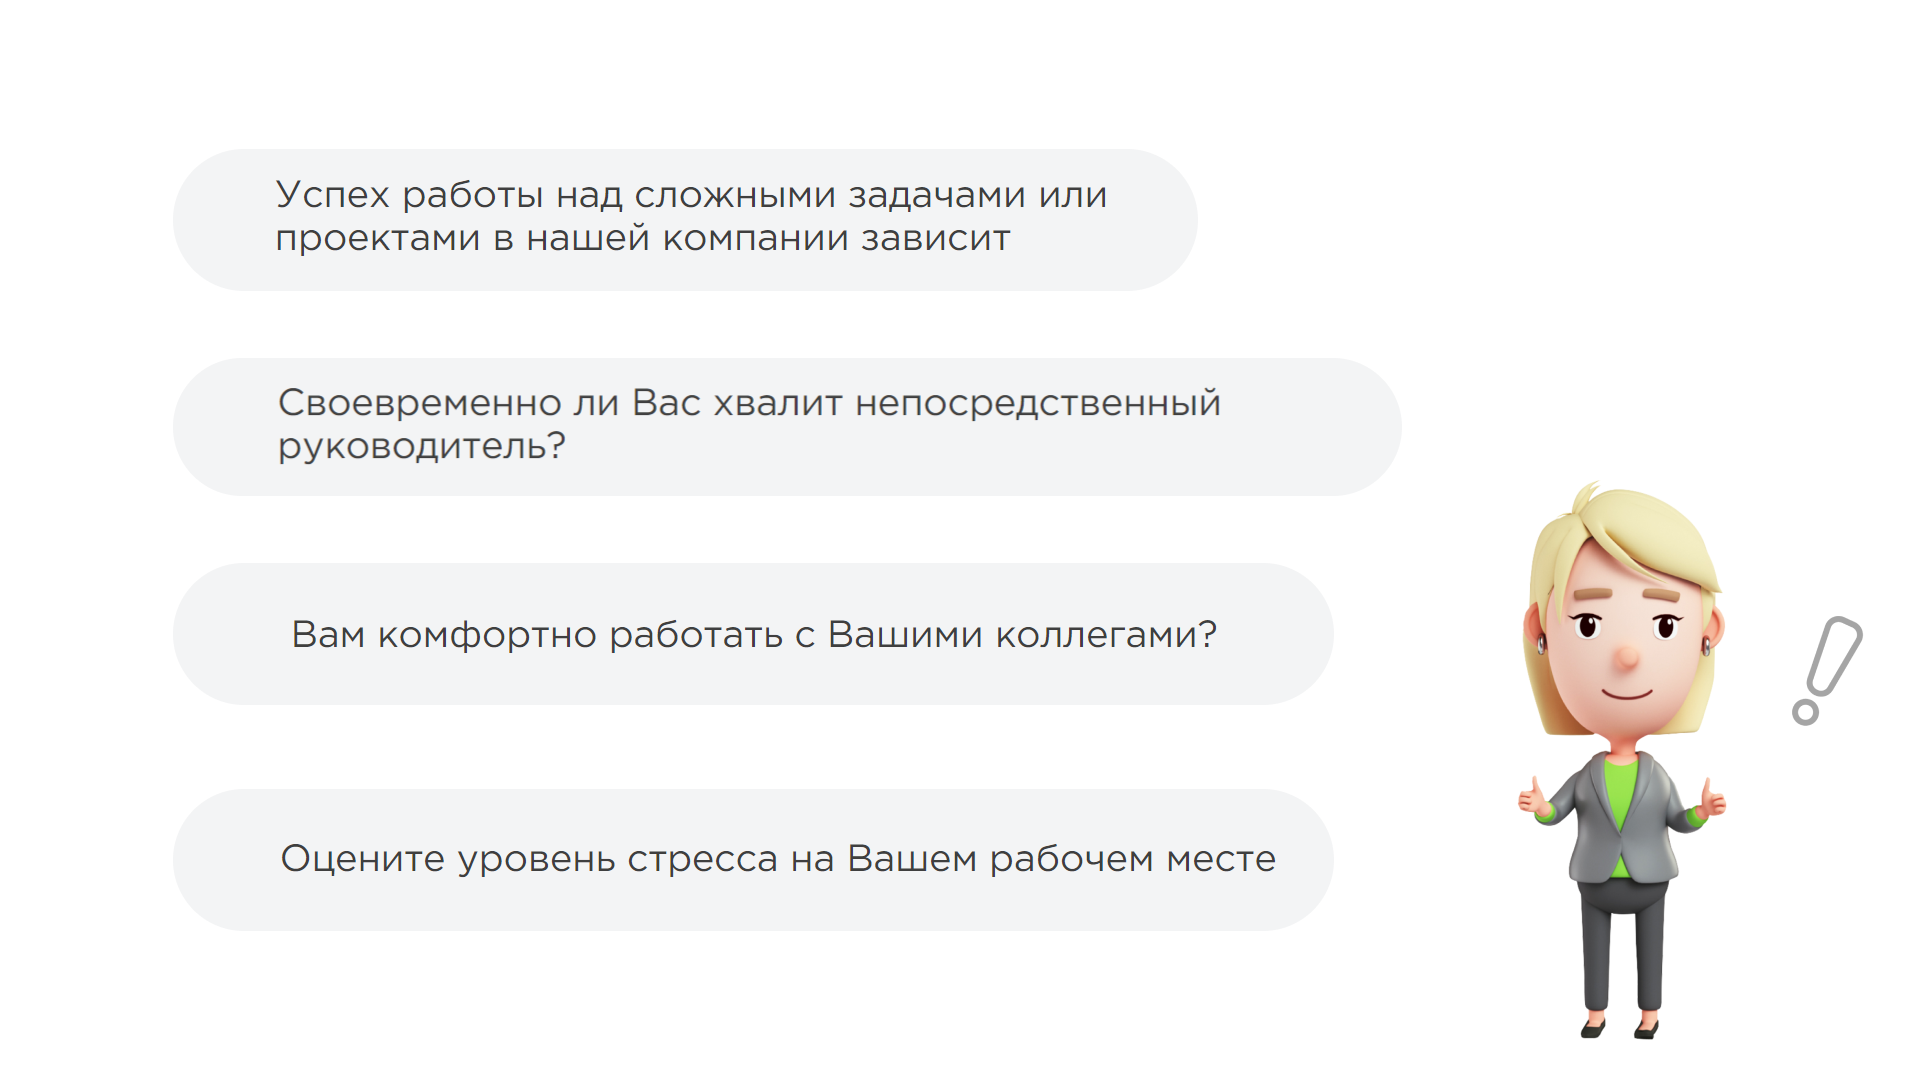 Успех работы над сложными задачами или
проектами в нашей компании зависит
Своевременно ли Вас хвалит непосредственный
руководитель?
Вам комфортно работать с Вашими коллегами?
Оцените уровень стресса на Вашем рабочем месте